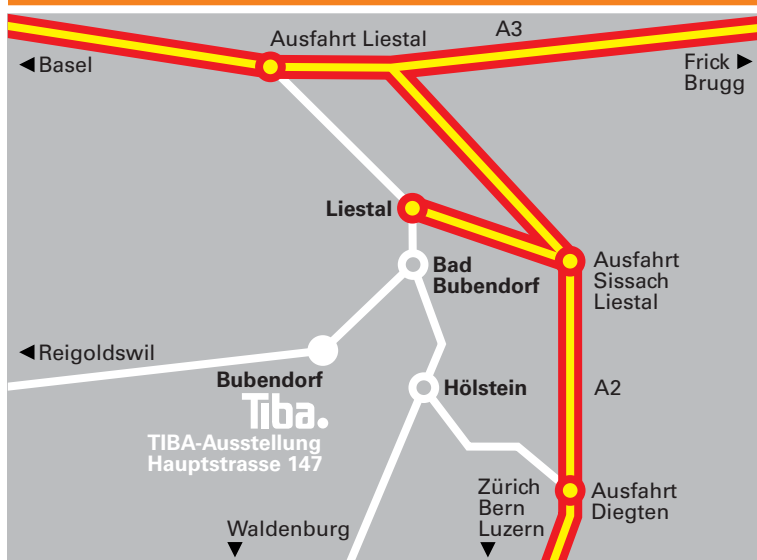 Ausfahrt Liestal
A3
◄ Basel
Frick ►
Brugg
Liestal
Bad
Bubendorf
Ausfahrt
Sissach
Liestal
◄ Reigoldswil
Bubendorf
Tiba.
TIBA-Ausstellung
Hauptstrasse 147
Hölstein
A2
Zürich
Bern
Luzern
▼
Ausfahrt
Diegten
Waldenburg
▼